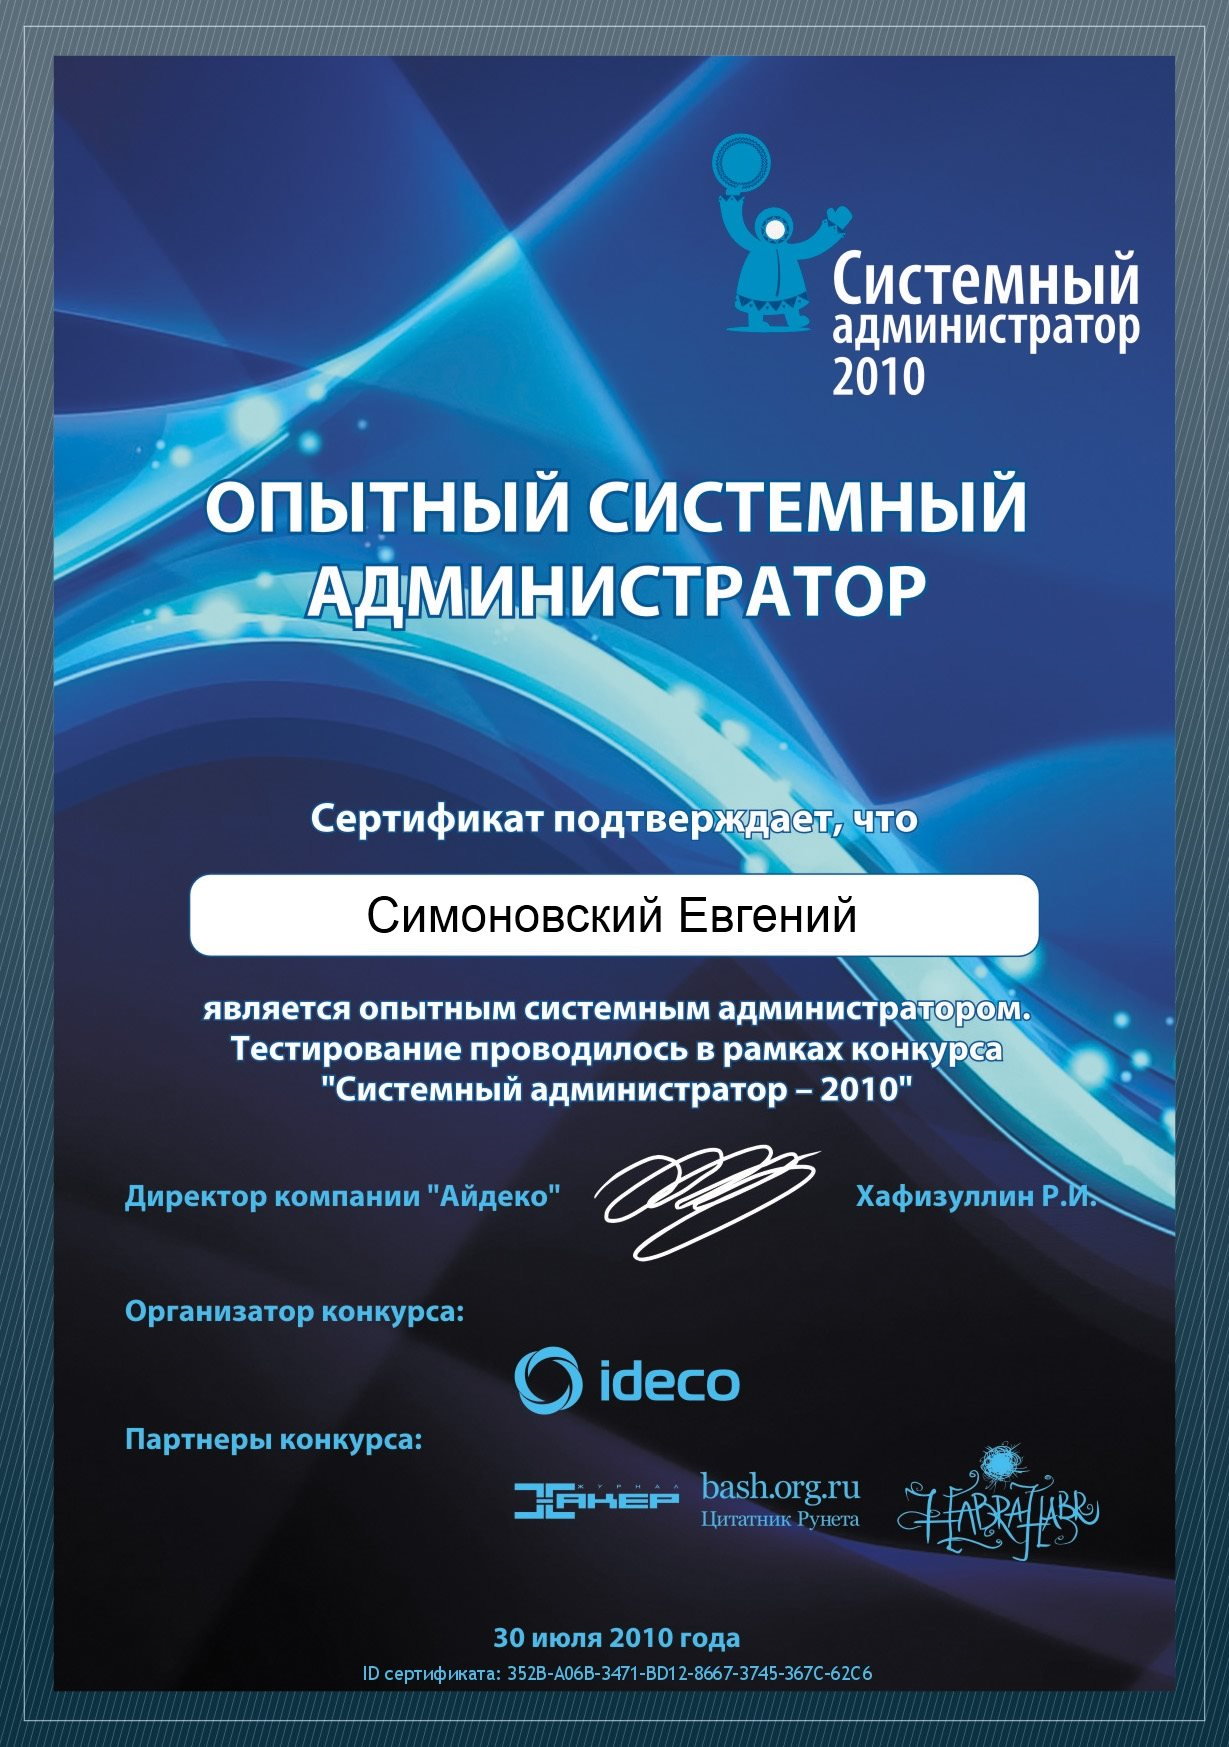 Системный
администратор
2010
ОПЫТНЫЙ СИСТЕМНЫЙ
АДМИНИСТРАТОР
Сертификат подтверждает, что
Симоновский Евгений
является опытным системным администратором.
Тестирование проводилось в рамках конкурса
"Системный администратор – 2010"
Директор компании "Айдеко" Хафизуллин Р.И.
Организатор конкурса:
ideco
Партнеры конкурса:
ЖУРНАЛ
ХАКЕР
bash.org.ru
Цитатник Рунета
HABRAHABR
30 июля 2010 года
ID сертификата: 352B-A06B-3471-BD12-8667-3745-367C-62C6